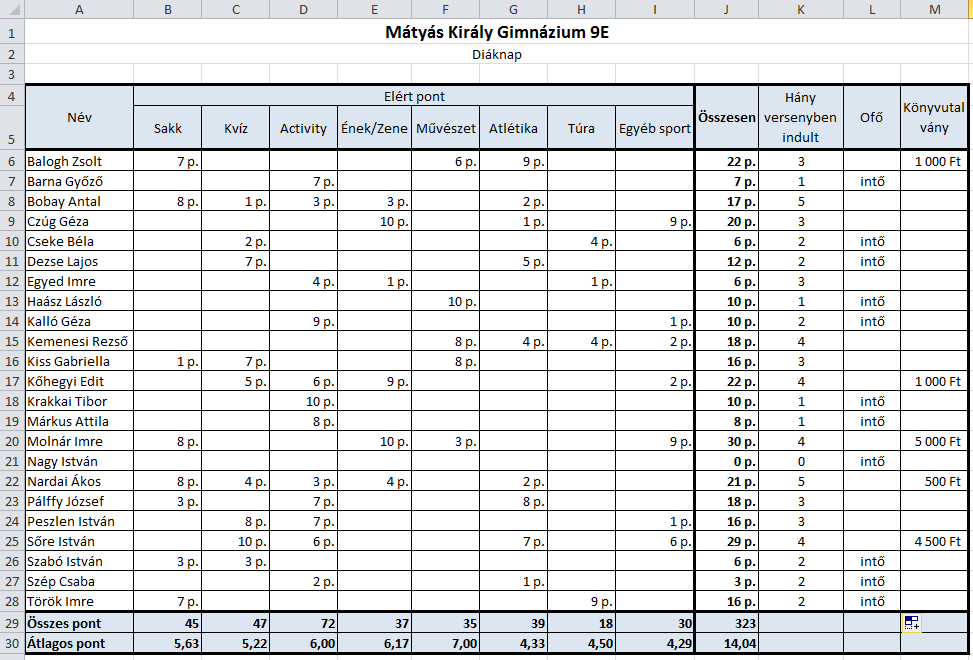 A B C D E F G H I J K L M
1 Mátyás Király Gimnázium 9E
2 Diáknap
3
4 Név Elért pont Összesen Hány versenyben indult Ofő Könyvutalvány
5 Sakk Kvíz Activity Ének/Zene Művészet Atlétika Túra Egyéb sport
6 Balogh Zsolt 7 p. 6 p. 9 p. 22 p. 3 1 000 Ft
7 Barna Győző 7 p. 7 p. 1 intő
8 Bobay Antal 8 p. 1 p. 3 p. 3 p. 2 p. 17 p. 5
9 Czúg Géza 10 p. 1 p. 9 p. 20 p. 3
10 Cseke Béla 2 p. 4 p. 6 p. 2 intő
11 Dezse Lajos 7 p. 5 p. 12 p. 2 intő
12 Egyed Imre 4 p. 1 p. 1 p. 6 p. 3
13 Haász László 10 p. 10 p. 1 intő
14 Kalló Géza 9 p. 1 p. 10 p. 2 intő
15 Kemenesi Rezső 8 p. 4 p. 4 p. 2 p. 18 p. 4
16 Kiss Gabriella 1 p. 7 p. 8 p. 16 p. 3
17 Kőhegyi Edit 5 p. 6 p. 9 p. 2 p. 22 p. 4 1 000 Ft
18 Krakkai Tibor 10 p. 10 p. 1 intő
19 Márkus Attila 8 p. 8 p. 1 intő
20 Molnár Imre 8 p. 10 p. 3 p. 9 p. 30 p. 4 5 000 Ft
21 Nagy István 0 p. 0 intő
22 Nardai Ákos 8 p. 4 p. 3 p. 4 p. 2 p. 21 p. 5 500 Ft
23 Pálffy József 3 p. 7 p. 8 p. 18 p. 3
24 Peszlen István 8 p. 7 p. 1 p. 16 p. 3
25 Sőre István 10 p. 6 p. 7 p. 6 p. 29 p. 4 4 500 Ft
26 Szabó István 3 p. 3 p. 6 p. 2 intő
27 Szép Csaba 2 p. 1 p. 3 p. 2 intő
28 Török Imre 7 p. 9 p. 16 p. 2 intő
29 Összes pont 45 47 72 37 35 39 18 30 323
30 Átlagos pont 5,63 5,22 6,00 6,17 7,00 4,33 4,50 4,29 14,04